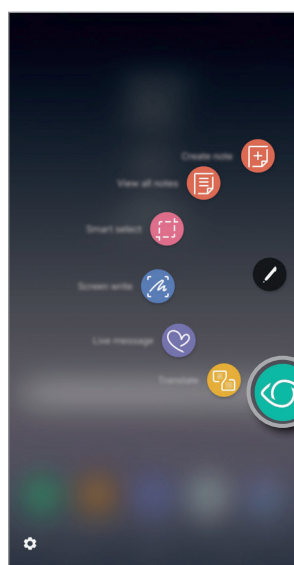 Create note
View all notes
Smart select
Screen write
Live message
Translate